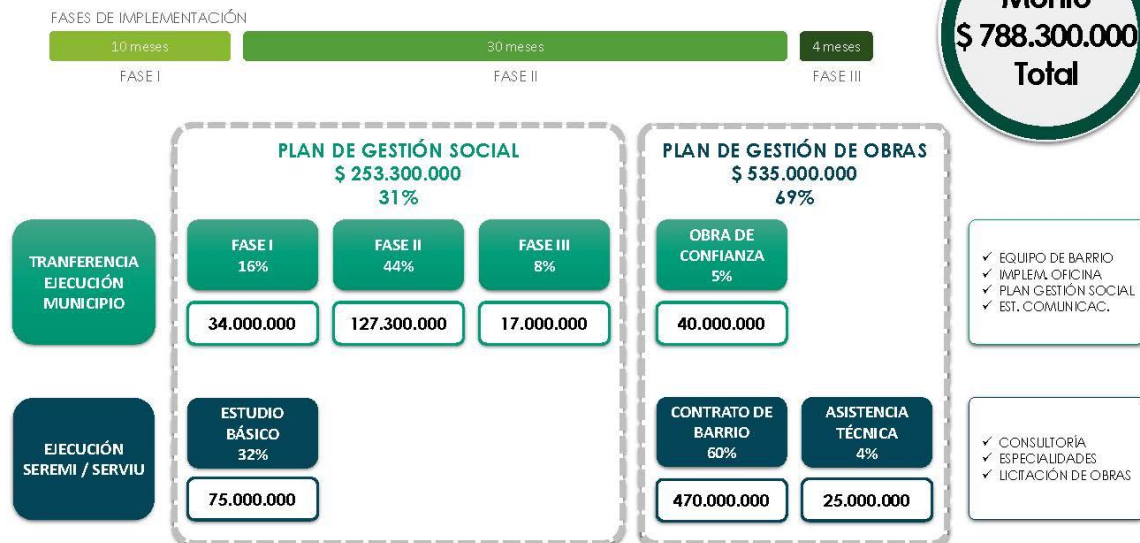 FASES DE IMPLEMENTACIÓN
10 meses
30 meses
4 meses
FASE I
FASE II
FASE III
Monto
$ 788.300.000
Total
PLAN DE GESTIÓN SOCIAL
$ 253.300.000
31%
PLAN DE GESTIÓN DE OBRAS
$ 535.000.000
69%
TRANFERENCIA
EJECUCIÓN
MUNICIPIO
FASE I
16%
34.000.000
FASE II
44%
127.300.000
FASE III
8%
17.000.000
OBRA DE
CONFIANZA
5%
40.000.000
✓ EQUIPO DE BARRIO
✓ IMPLEM. OFICINA
✓ PLAN GESTIÓN SOCIAL
✓ EST. COMUNICAC.
EJECUCIÓN
SEREMI / SERVIU
ESTUDIO
BÁSICO
32%
75.000.000
CONTRATO DE
BARRIO
60%
470.000.000
ASISTENCIA
TÉCNICA
4%
25.000.000
✓ CONSULTORÍA
✓ ESPECIALIDADES
✓ LICITACIÓN DE OBRAS